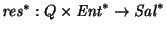 res* : Q × Ent* → Sal*